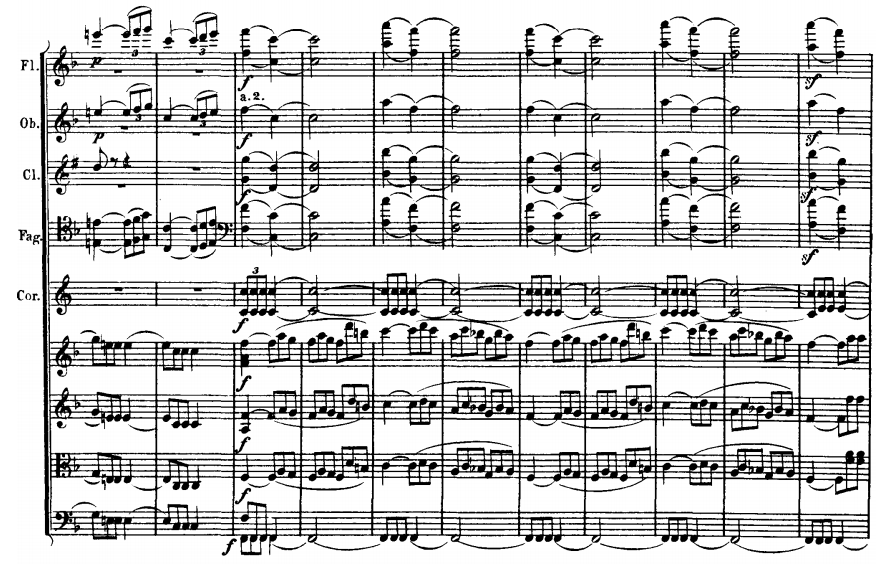 3 3
Fl. p f sf
a.2.
Ob. p 3 3 f sf
Cl. f sf
Fag. f sf
3
Cor. f
f
f
f
f